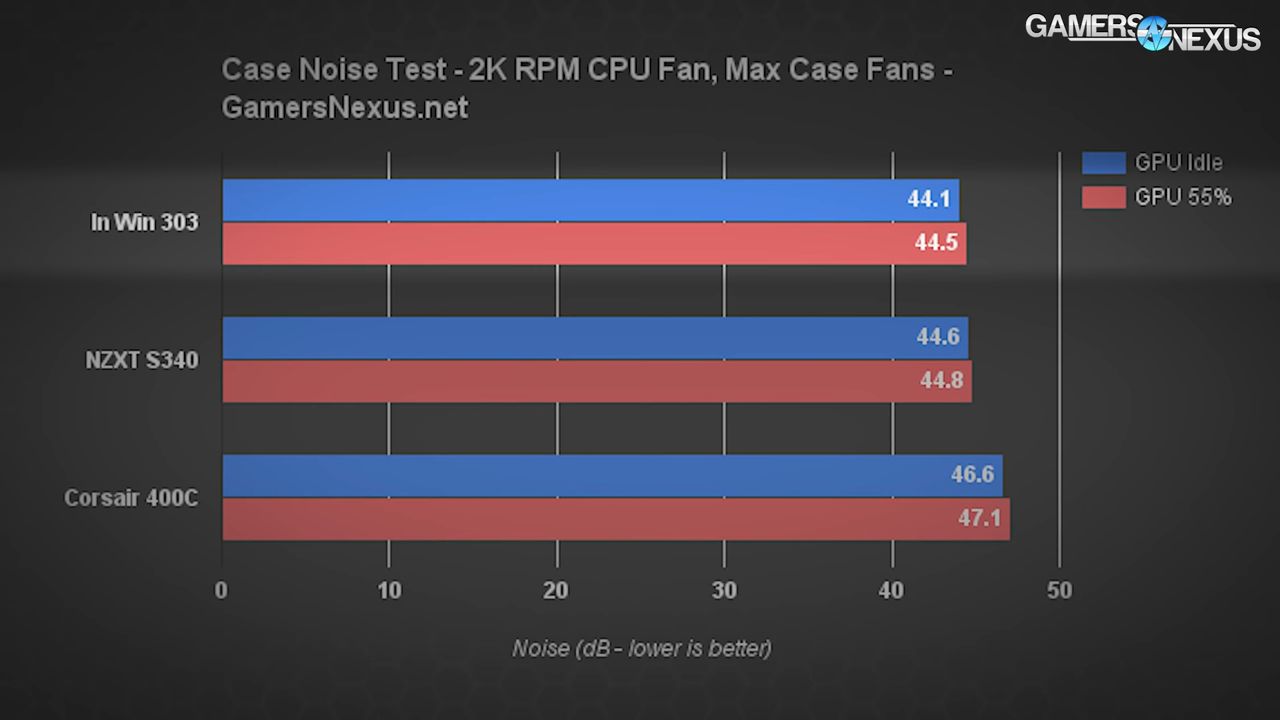 GAMERS NEXUS
Case Noise Test - 2K RPM CPU Fan, Max Case Fans -
GamersNexus.net
GPU Idle
GPU 55%
In Win 303
44.1
44.5
NZXT S340
44.6
44.8
Corsair 400C
46.6
47.1
0 10 20 30 40 50
Noise (dB - lower is better)